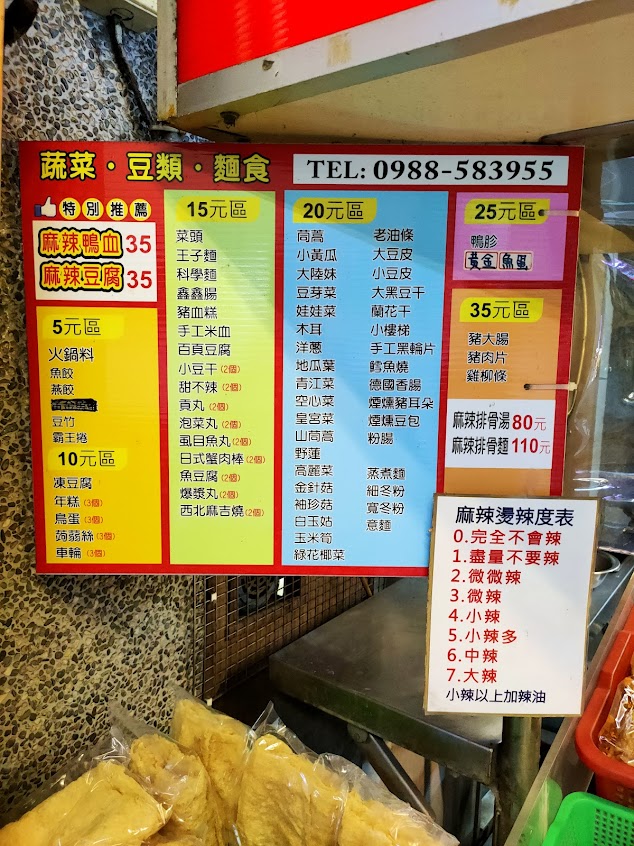 蔬菜・豆類・麵食
TEL: 0988-583955
特別推薦
麻辣鴨血35
麻辣豆腐35
5元區
火鍋料
魚餃
燕餃
豆竹
霸王捲
10元區
凍豆腐
年糕(3個)
鳥蛋(3個)
蒟蒻絲(3個)
車輪(3個)
15元區
菜頭
王子麵
科學麵
鑫鑫腸
豬血糕
手工米血
百頁豆腐
小豆干(2個)
甜不辣(2個)
貢丸(2個)
泡菜丸(2個)
虱目魚丸(2個)
日式蟹肉棒(2個)
魚豆腐(2個)
爆漿丸(2個)
西北麻吉燒(2個)
20元區
茼蒿
小黃瓜
大陸妹
豆芽菜
娃娃菜
木耳
洋蔥
地瓜葉
青江菜
空心菜
皇宮菜
山茼蒿
野蓮
高麗菜
金針菇
袖珍菇
白玉菇
玉米筍
綠花椰菜
老油條
大豆皮
小豆皮
大黑豆干
蘭花干
小樓梯
手工黑輪片
鱈魚燒
德國香腸
煙燻豬耳朵
煙燻豆包
粉腸
蒸煮麵
細冬粉
寬冬粉
意麵
25元區
鴨胗
黃金魚蛋
35元區
豬大腸
豬肉片
雞柳條
麻辣排骨湯80元
麻辣排骨麵110元
麻辣燙辣度表
0.完全不會辣
1.盡量不要辣
2.微微辣
3.微辣
4.小辣
5.小辣多
6.中辣
7.大辣
小辣以上加辣油